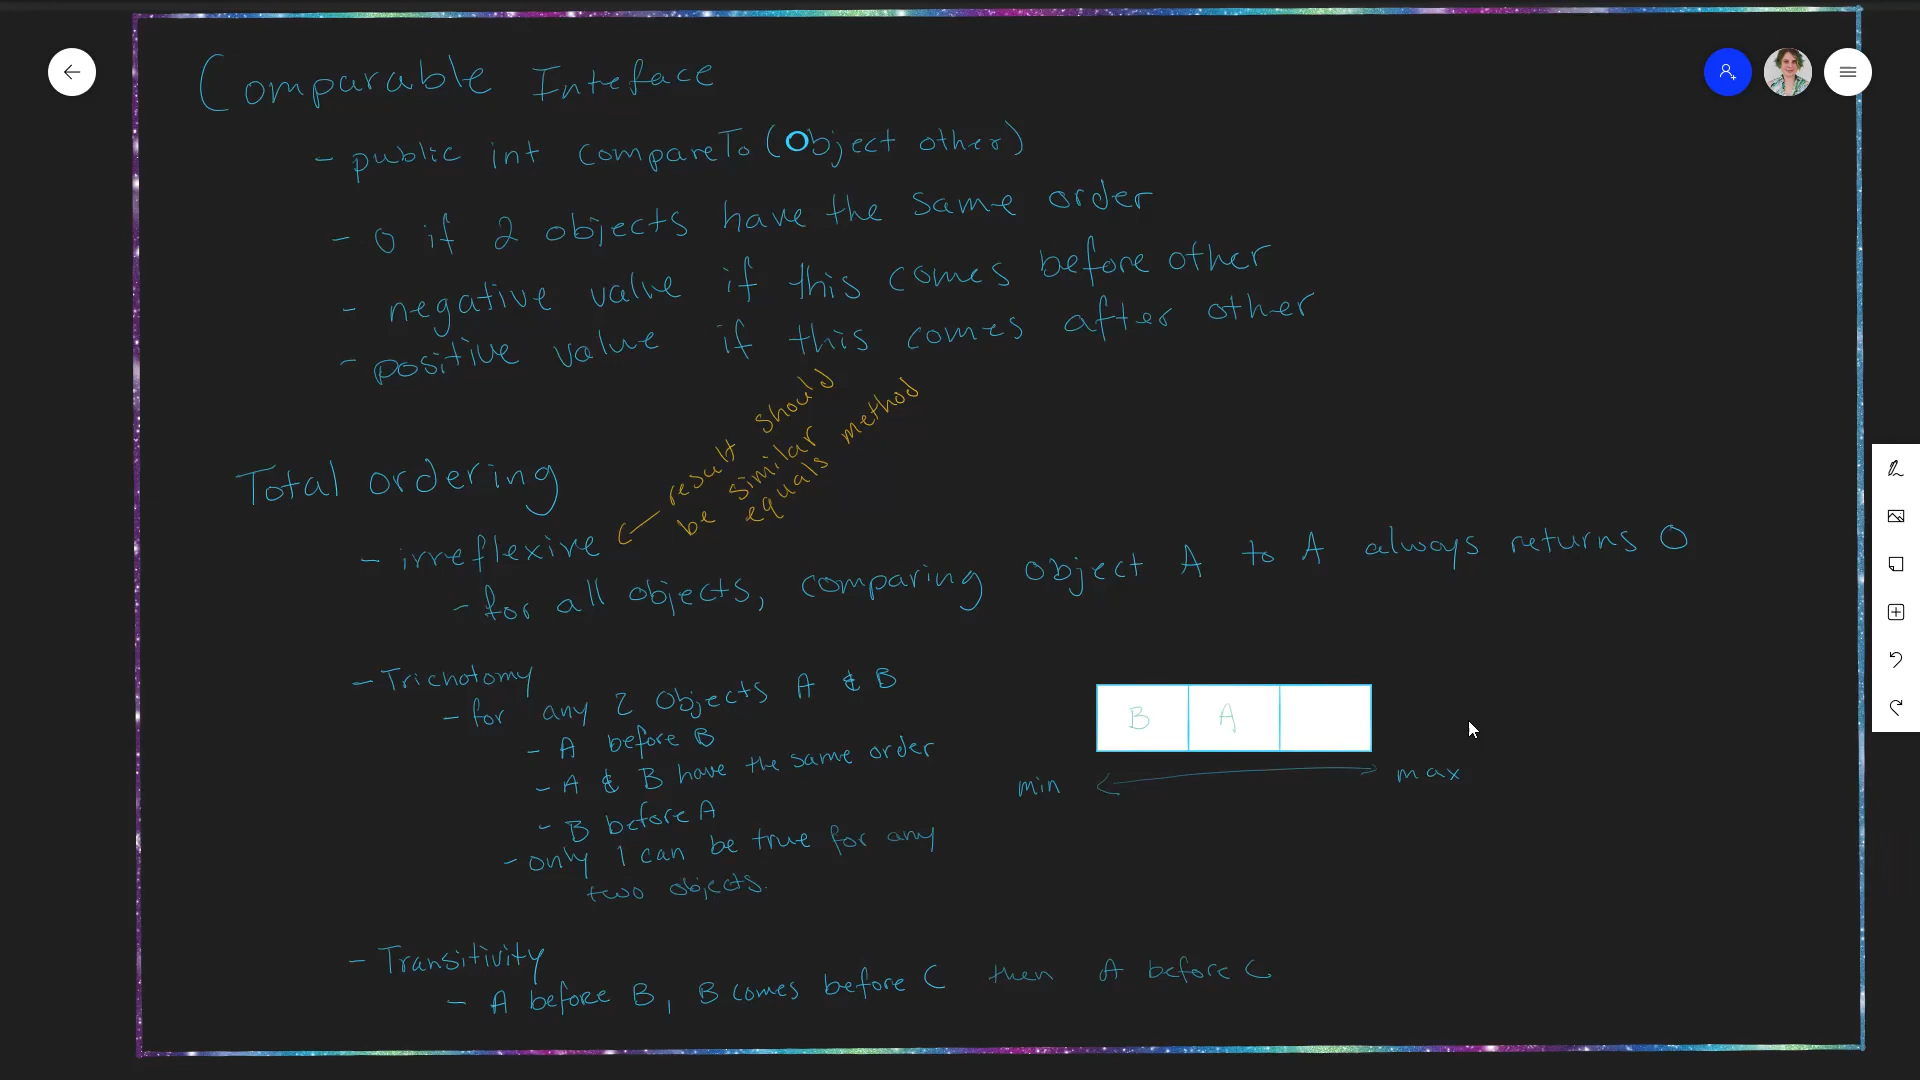 Comparable Inteface
- public int compareTo (Object other)
- 0 if 2 objects have the same order
- negative value if this comes before other
- positive value if this comes after other
Total ordering
result should
be similar
equals method
- irreflexive
- for all objects, comparing object A to A always returns 0
- Trichotomy
- for any 2 Objects A & B
- A before B
- A & B have the same order
- B before A
- only 1 can be true for any
two objects.
B A
min max
- Transitivity
- A before B, B comes before C then A before C